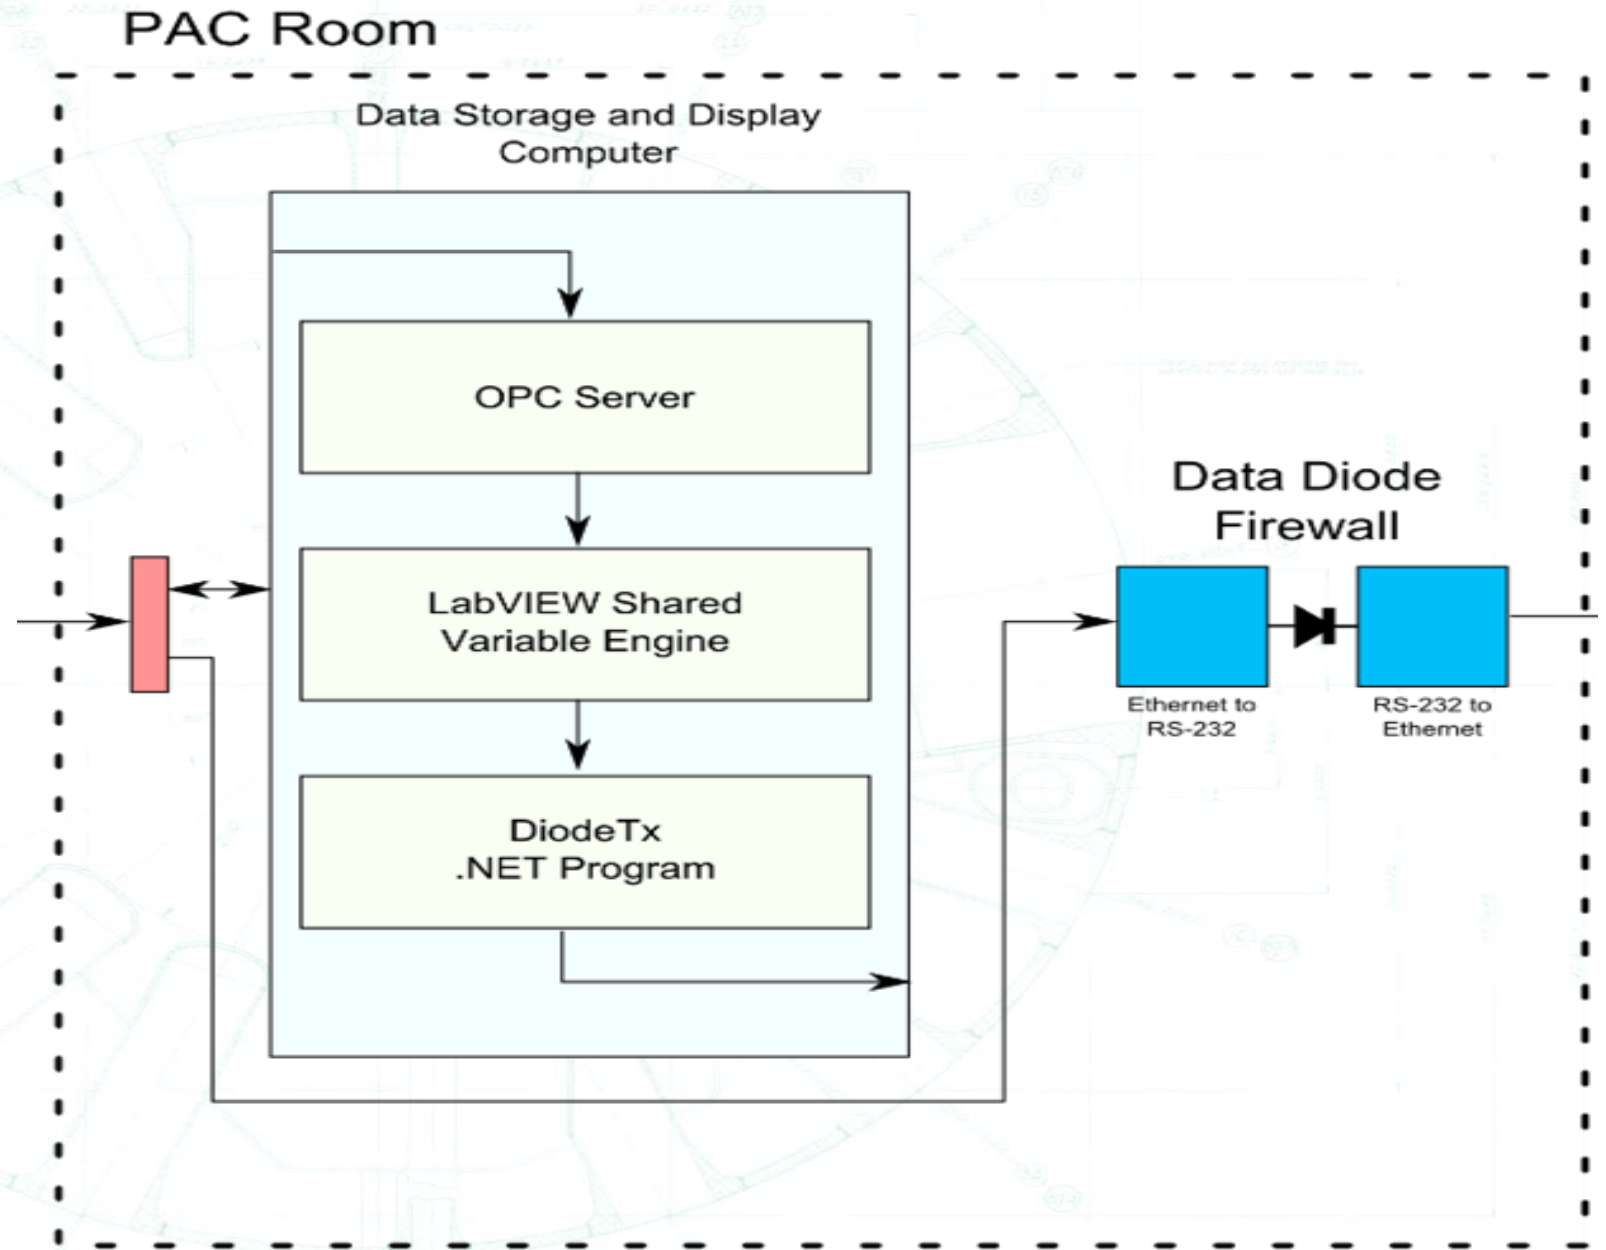 PAC Room
Data Storage and Display
Computer
OPC Server
LabVIEW Shared
Variable Engine
DiodeTx
.NET Program
Data Diode
Firewall
Ethernet to
RS-232
RS-232 to
Ethernet